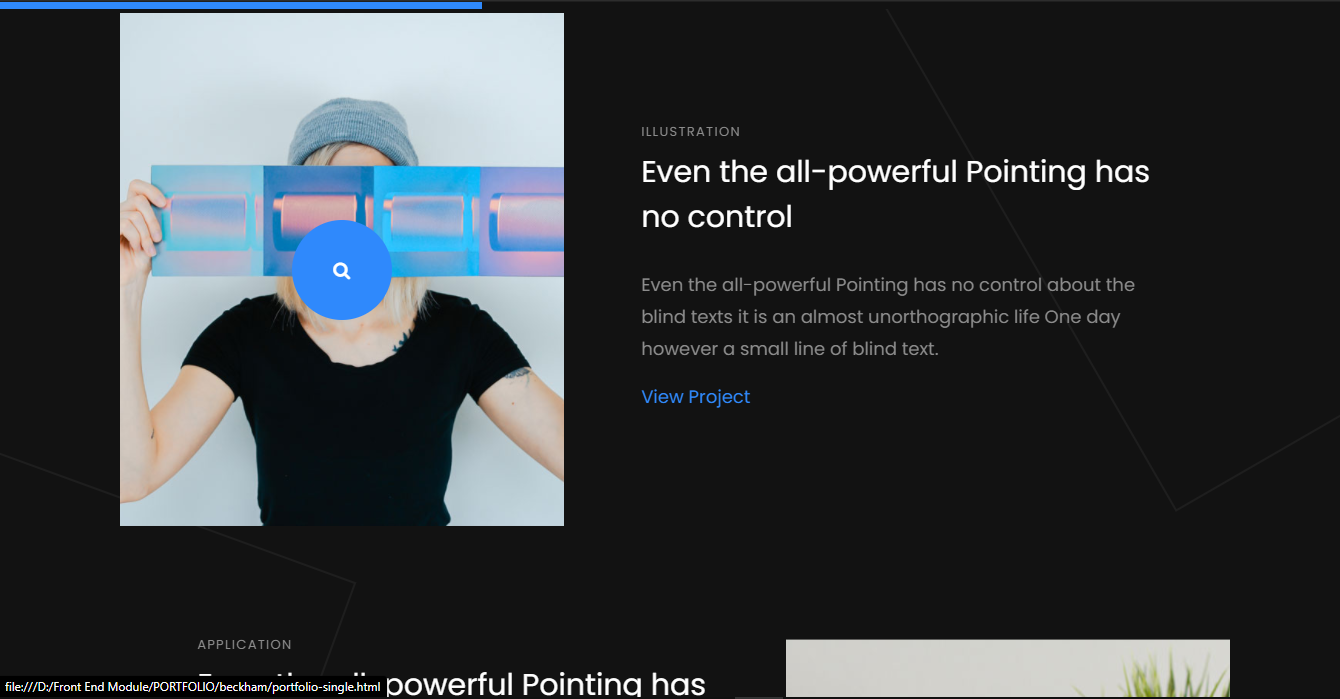 ILLUSTRATION
Even the all-powerful Pointing has
no control
Even the all-powerful Pointing has no control about the
blind texts it is an almost unorthographic life One day
however a small line of blind text.
View Project
APPLICATION
powerful Pointing has
file:///D:/Front End Module/PORTFOLIO/beckham/portfolio-single.html